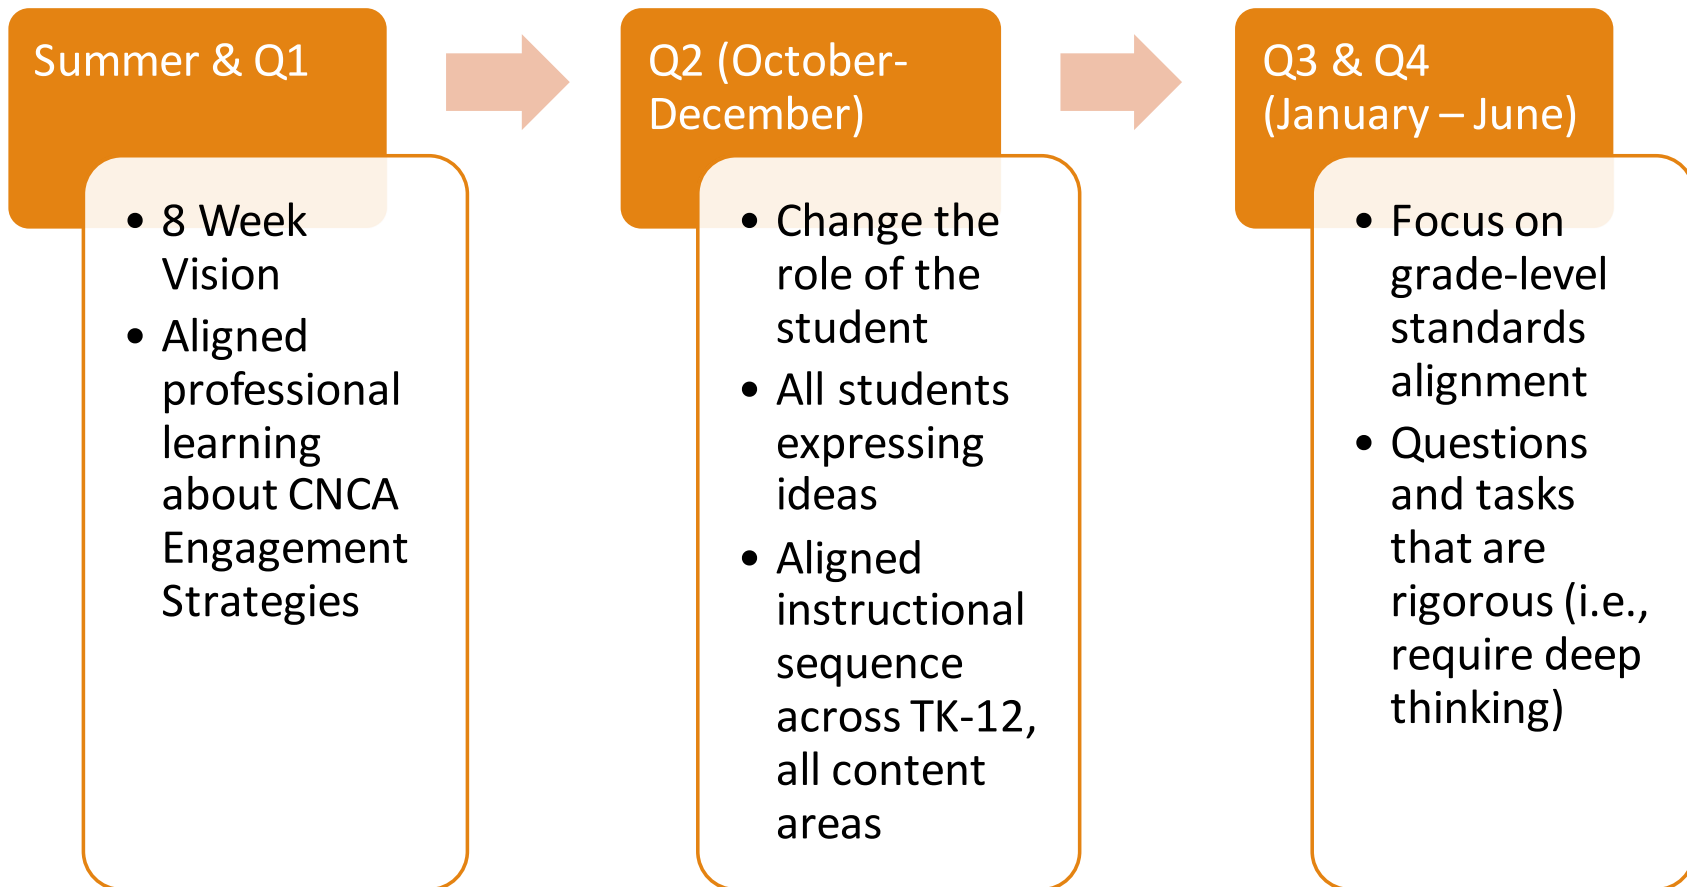 Summer & Q1
• 8 Week
Vision
• Aligned
professional
learning
about CNCA
Engagement
Strategies
Q2 (October-
December)
• Change the
role of the
student
• All students
expressing
ideas
• Aligned
instructional
sequence
across TK-12,
all content
areas
Q3 & Q4
(January – June)
• Focus on
grade-level
standards
alignment
• Questions
and tasks
that are
rigorous (i.e.,
require deep
thinking)